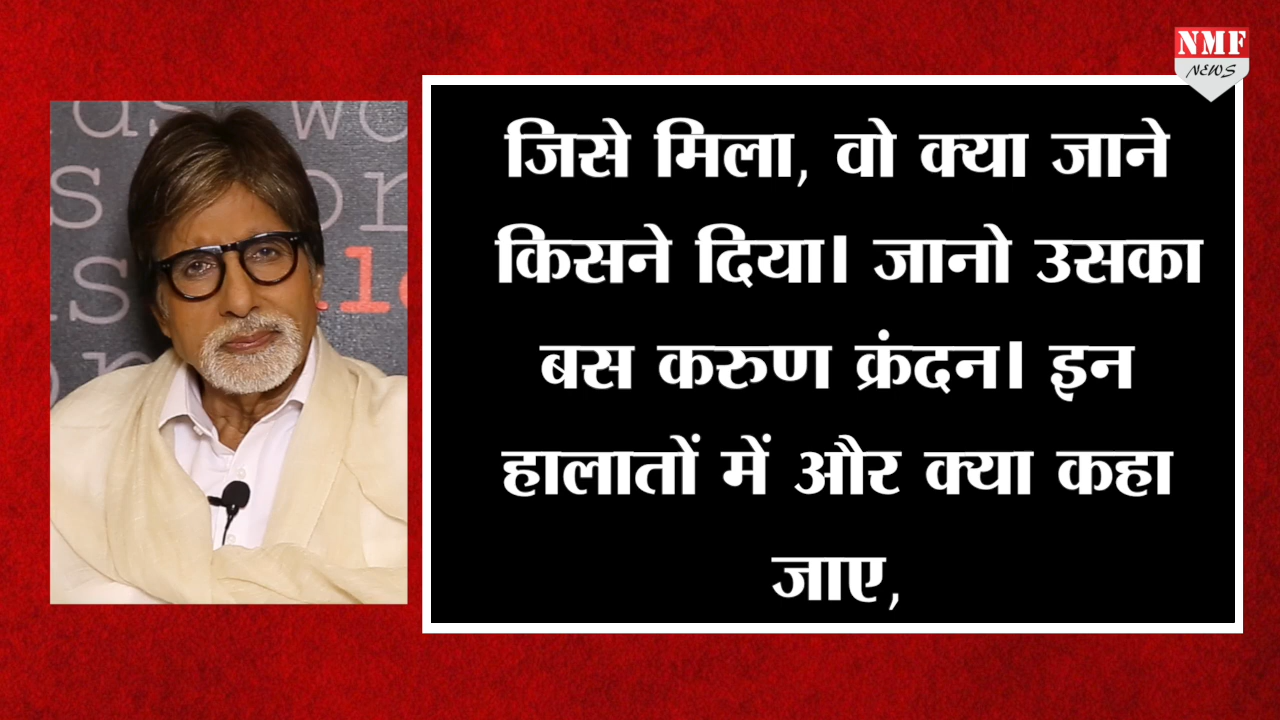 NMF
NEWS
जिसे मिला, वो क्या जाने
किसने दिया। जानो उसका
बस करुण क्रंदन। इन
हालातों में और क्या कहा
जाए,